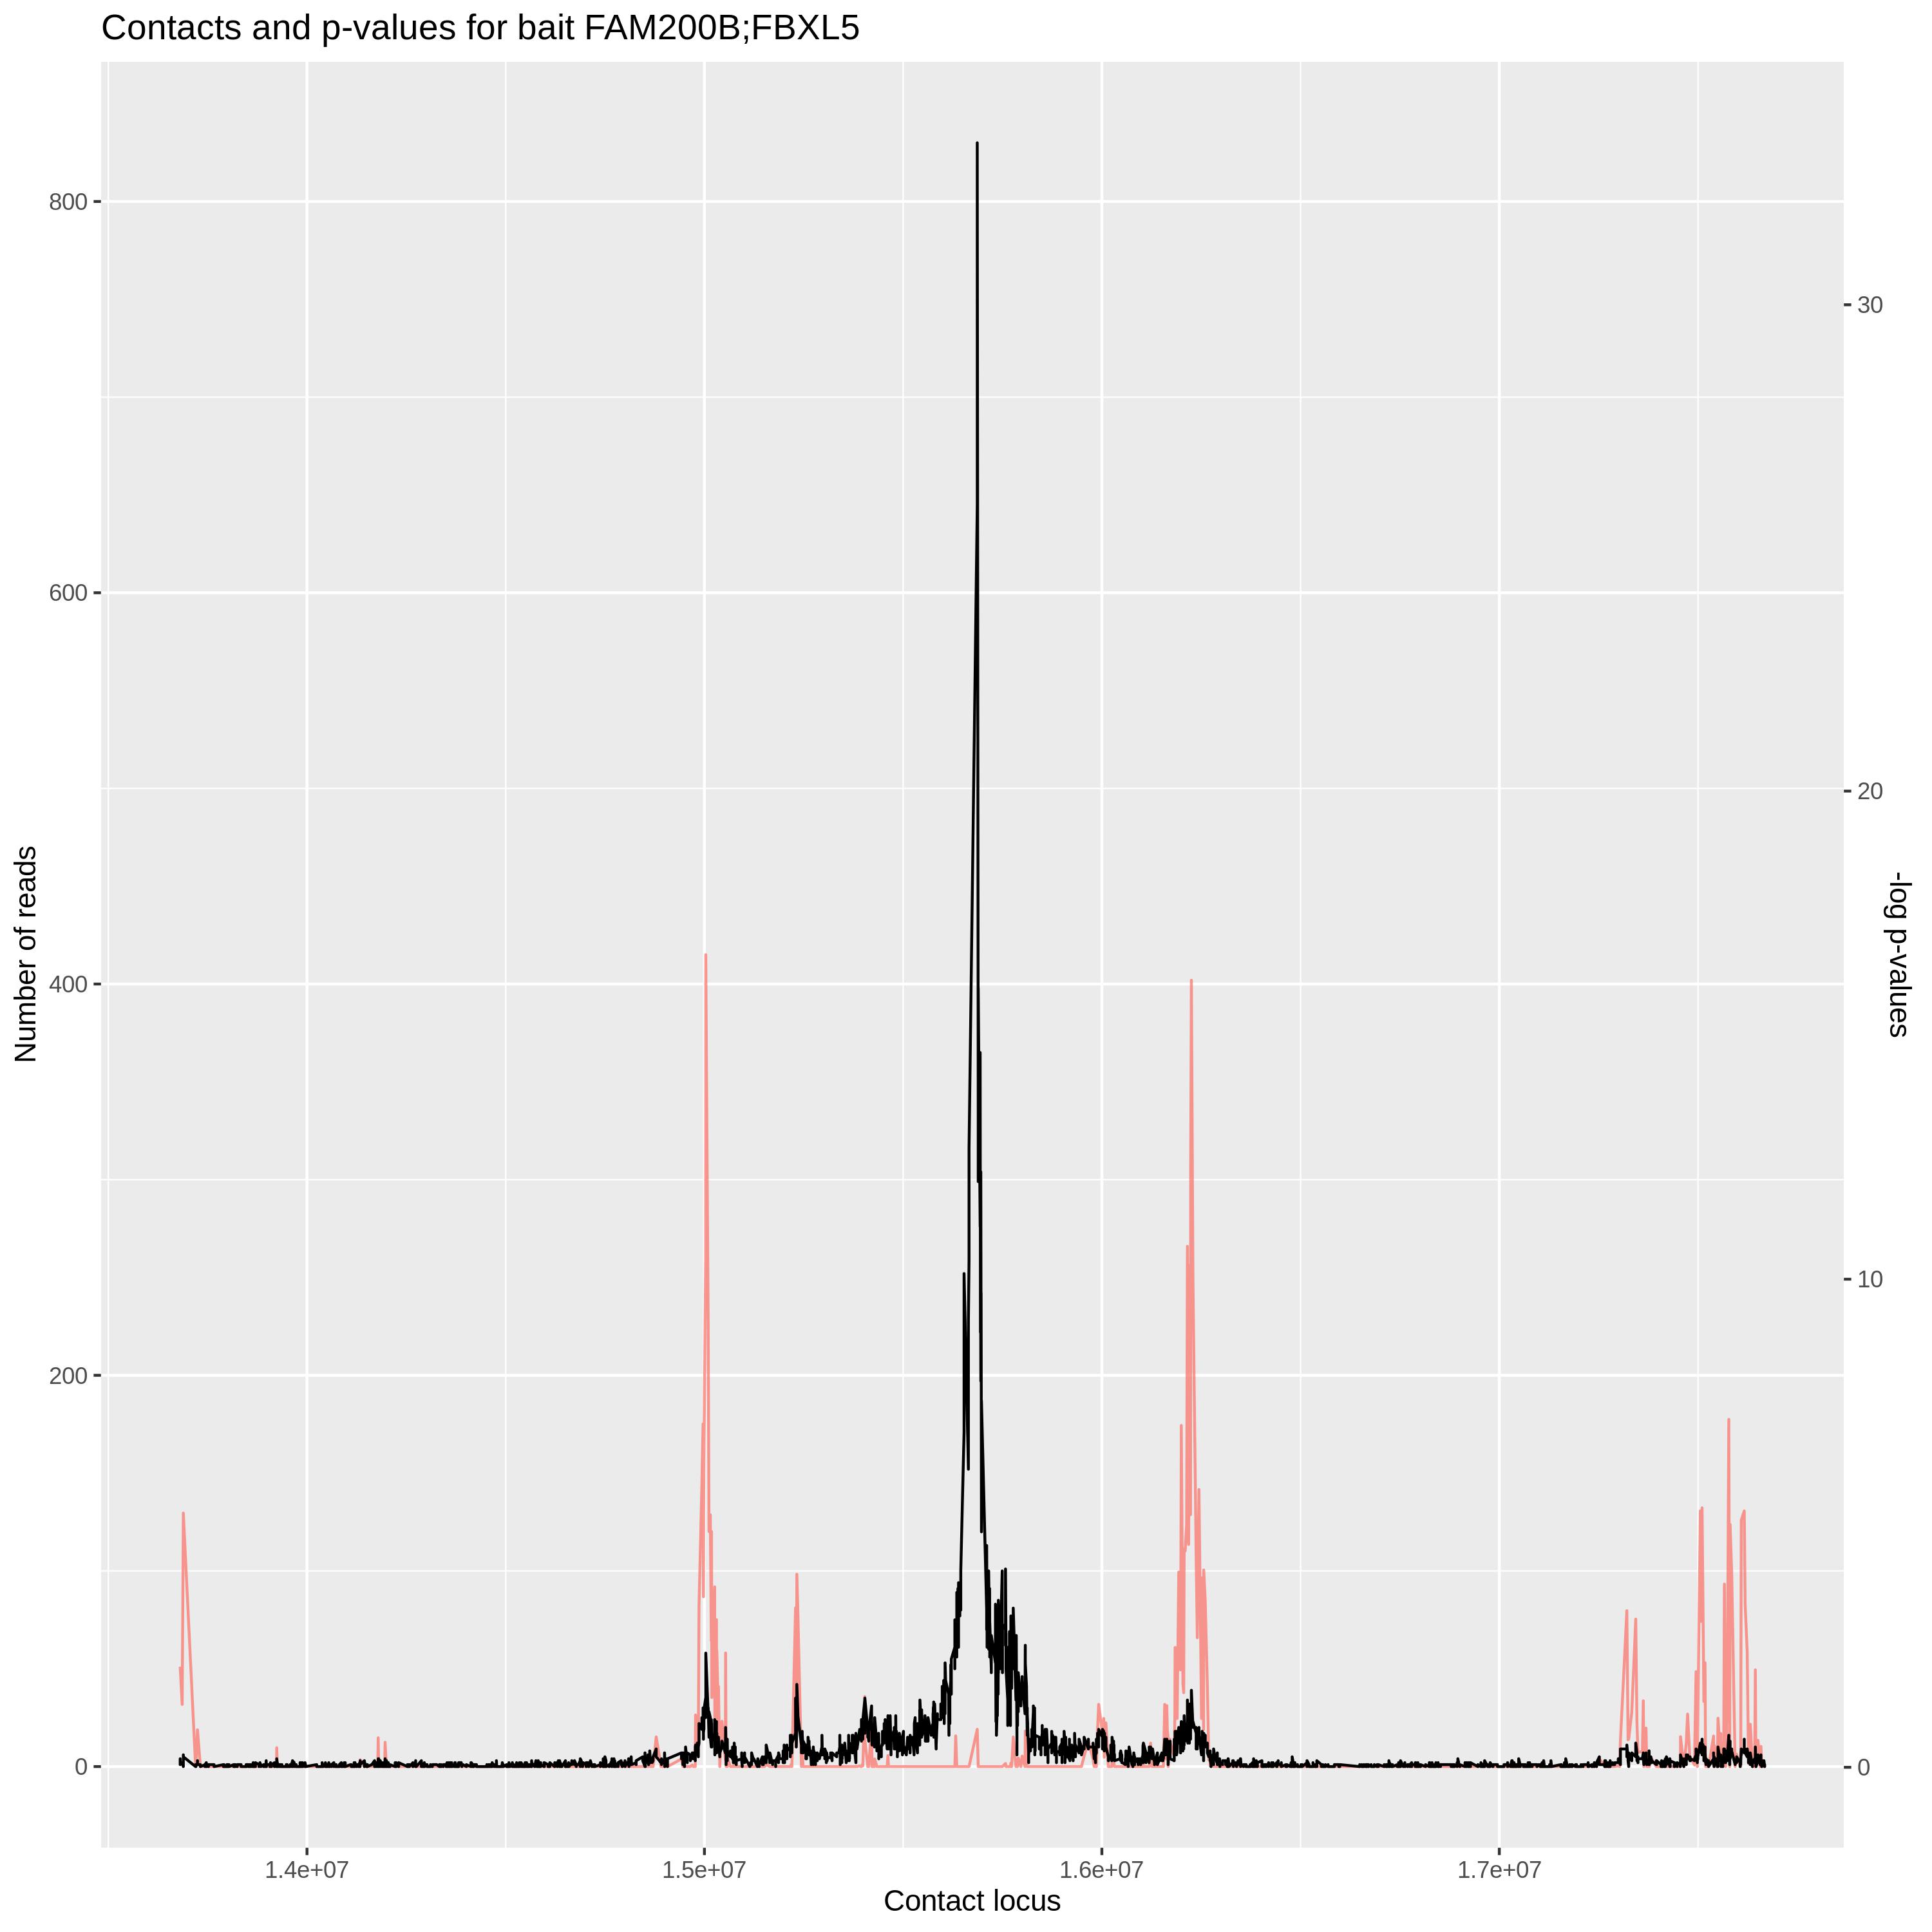 Contacts and p-values for bait FAM200B;FBXL5
800
600
400
200
0
Number of reads
30
20
10
0
-log p-values
1.4e+07
1.5e+07
1.6e+07
1.7e+07
Contact locus